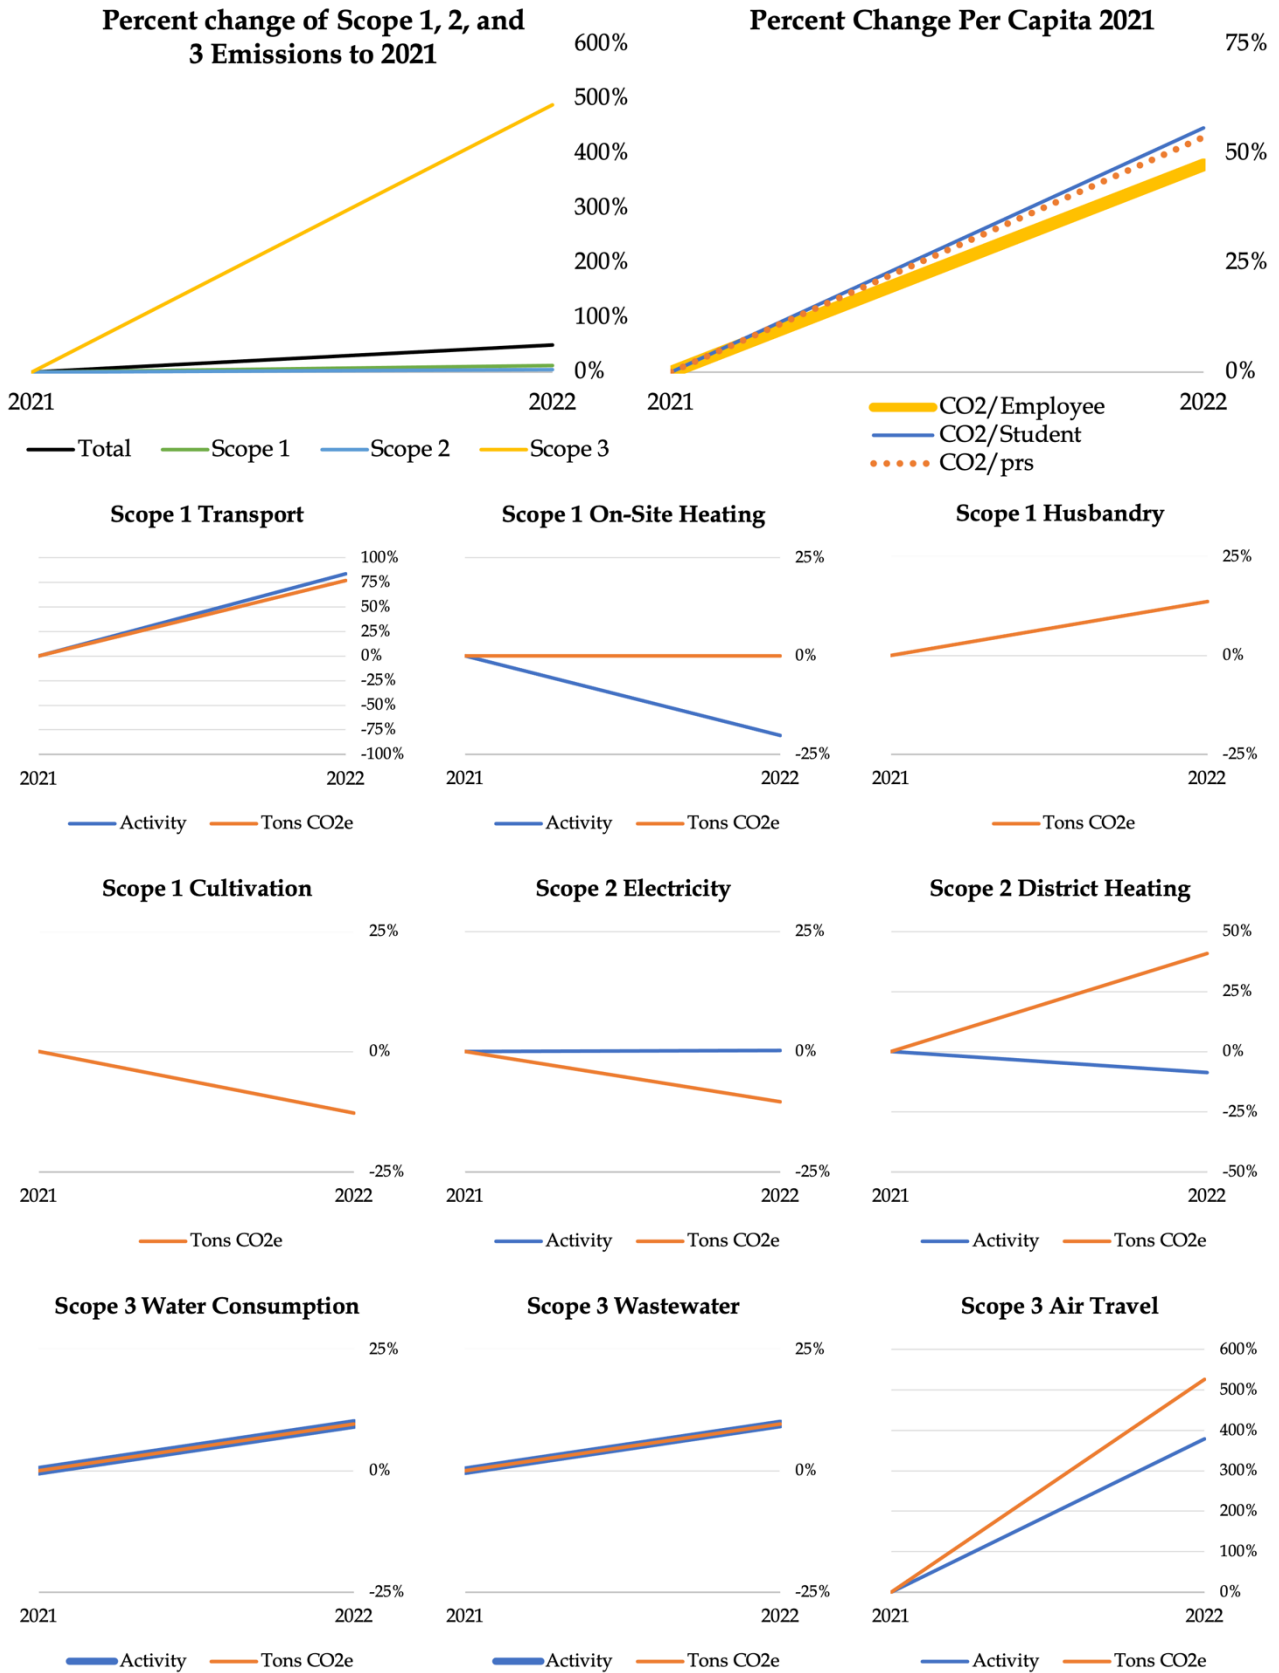 Percent change of Scope 1, 2, and
3 Emissions to 2021
600%
500%
400%
300%
200%
100%
0%
2021
2022
Total
Scope 1
Scope 2
Scope 3
Percent Change Per Capita 2021
75%
50%
25%
0%
2021
2022
CO2/Employee
CO2/Student
CO2/prs
Scope 1 Transport
100%
75%
50%
25%
0%
-25%
-50%
-75%
-100%
2021
2022
Activity
Tons CO2e
Scope 1 On-Site Heating
25%
0%
-25%
2021
2022
Activity
Tons CO2e
Scope 1 Husbandry
25%
0%
-25%
2021
2022
Tons CO2e
Scope 1 Cultivation
25%
0%
-25%
2021
2022
Tons CO2e
Scope 2 Electricity
25%
0%
-25%
2021
2022
Activity
Tons CO2e
Scope 2 District Heating
50%
25%
0%
-25%
-50%
2021
2022
Activity
Tons CO2e
Scope 3 Water Consumption
25%
0%
-25%
2021
2022
Activity
Tons CO2e
Scope 3 Wastewater
25%
0%
-25%
2021
2022
Activity
Tons CO2e
Scope 3 Air Travel
600%
500%
400%
300%
200%
100%
0%
2021
2022
Activity
Tons CO2e